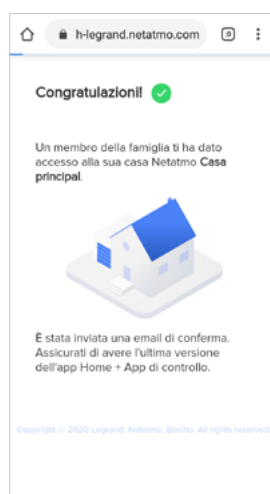 h-legrand.netatmo.com
Congratulazioni!
Un membro della famiglia ti ha dato
accesso alla sua casa Netatmo Casa
principal.
È stata inviata una email di conferma.
Assicurati di avere l'ultima versione
dell'app Home + App di controllo.
Copyright © 2020 Legrand, Netatmo, Bticino. All rights reserved.